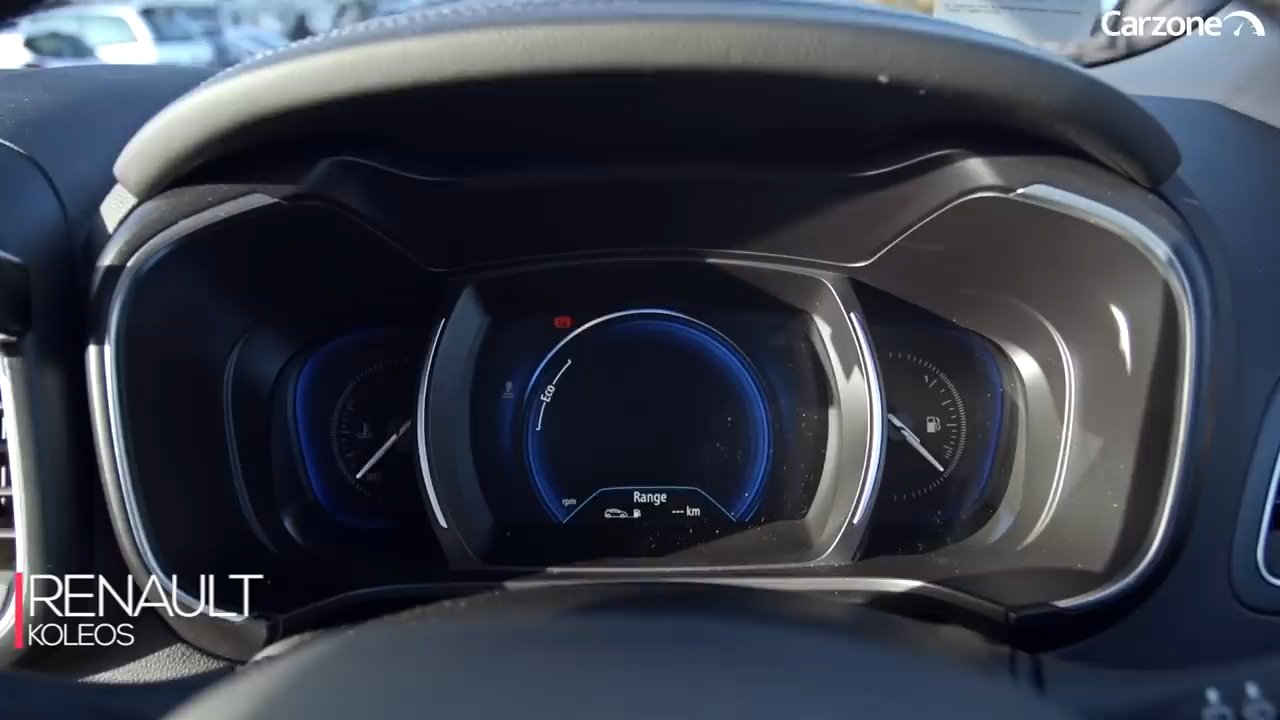 Carzone
Eco
rpm
Range
--- km
RENAULT
KOLEOS